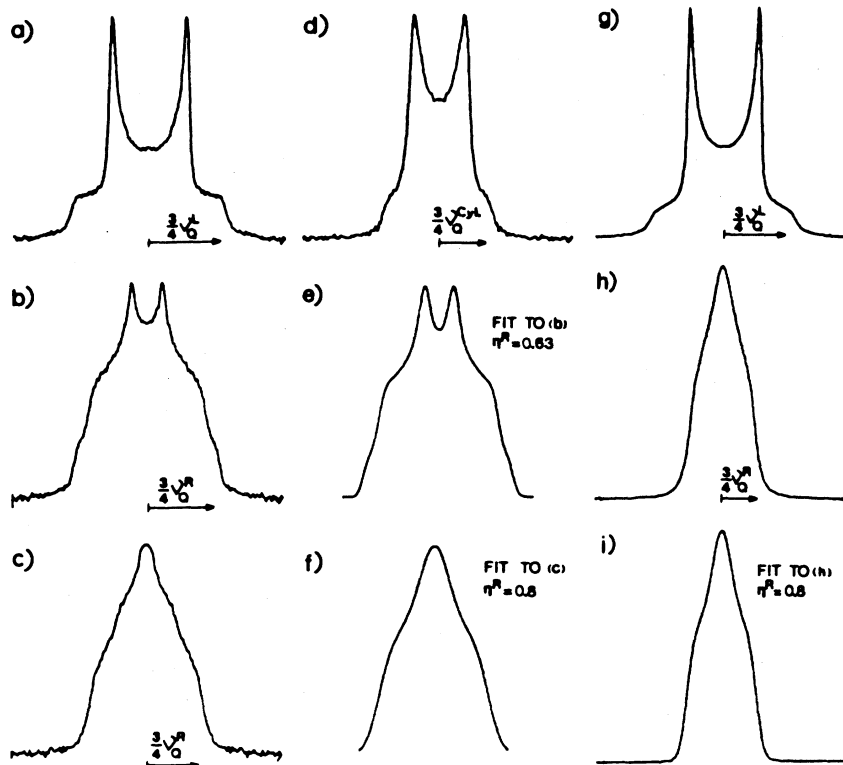 a)
3/4 ν_Q^L
d)
3/4 ν_Q^CyL
g)
3/4 ν_Q^L
b)
3/4 ν_Q^R
e)
FIT TO (b)
η^R = 0.63
h)
3/4 ν_Q^R
c)
3/4 ν_Q^R
f)
FIT TO (c)
η^R = 0.8
i)
FIT TO (h)
η^R = 0.8